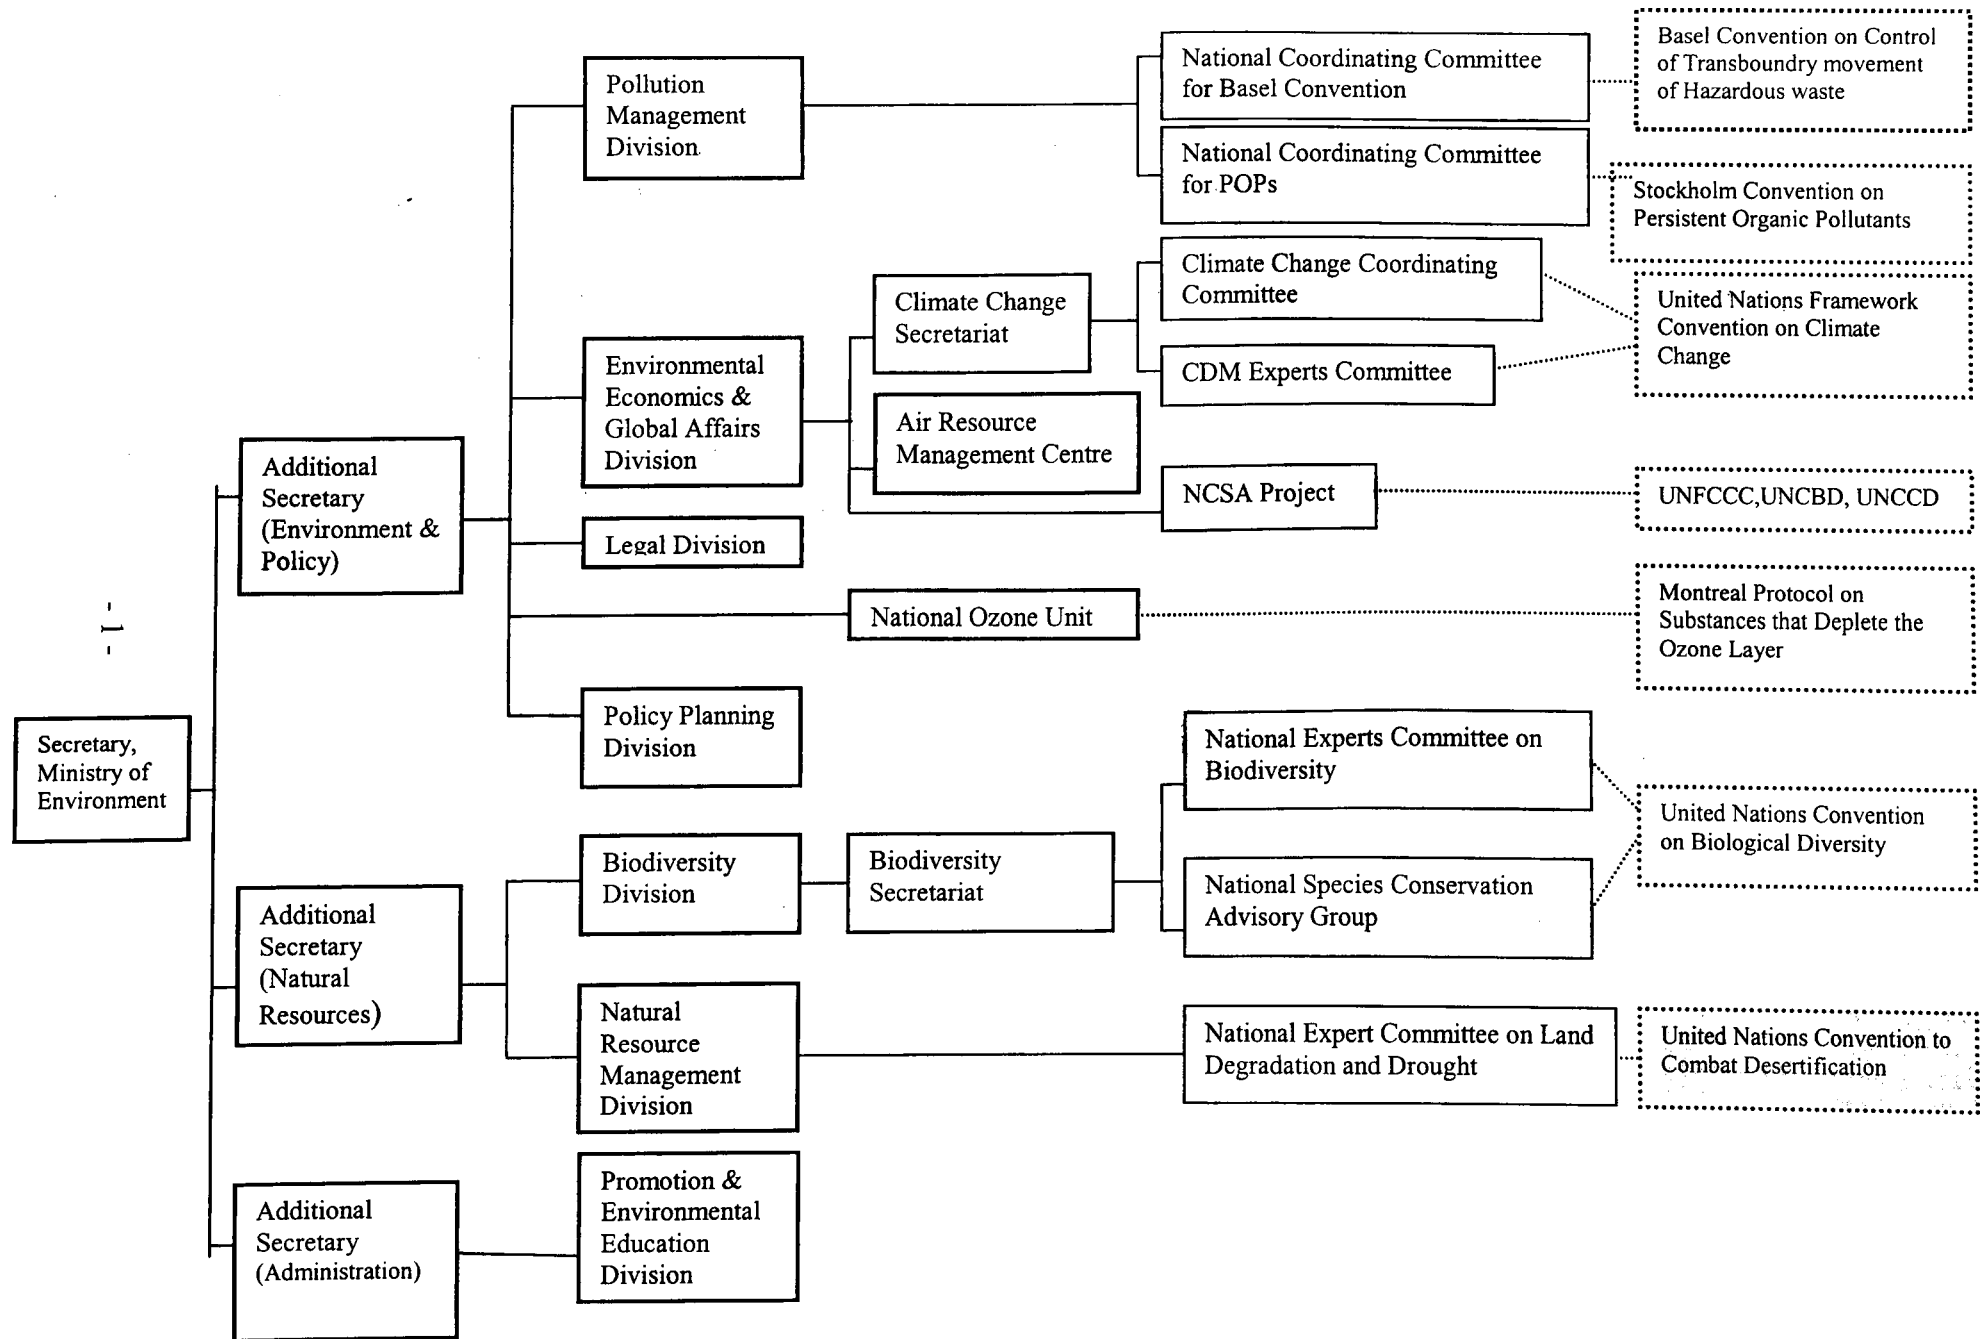 Basel Convention on Control
of Transboundry movement
of Hazardous waste
National Coordinating Committee
for Basel Convention
Pollution
Management
Division
National Coordinating Committee
for POPs
Stockholm Convention on
Persistent Organic Pollutants
Climate Change Coordinating
Committee
Climate Change
Secretariat
United Nations Framework
Convention on Climate
Change
Environmental
Economics &
Global Affairs
Division
CDM Experts Committee
Air Resource
Management Centre
Additional
Secretary
(Environment &
Policy)
NCSA Project
UNFCCC,UNCBD, UNCCD
Legal Division
National Ozone Unit
Montreal Protocol on
Substances that Deplete the
Ozone Layer
- 1 -
Policy Planning
Division
Secretary,
Ministry of
Environment
National Experts Committee on
Biodiversity
United Nations Convention
on Biological Diversity
Biodiversity
Division
Biodiversity
Secretariat
National Species Conservation
Advisory Group
Additional
Secretary
(Natural
Resources)
Natural
Resource
Management
Division
National Expert Committee on Land
Degradation and Drought
United Nations Convention to
Combat Desertification
Promotion &
Environmental
Education
Division
Additional
Secretary
(Administration)